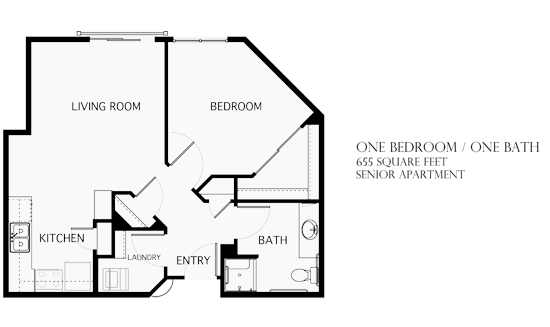 LIVING ROOM
BEDROOM
ONE BEDROOM / ONE BATH
655 SQUARE FEET
SENIOR APARTMENT
KITCHEN
BATH
LAUNDRY
ENTRY